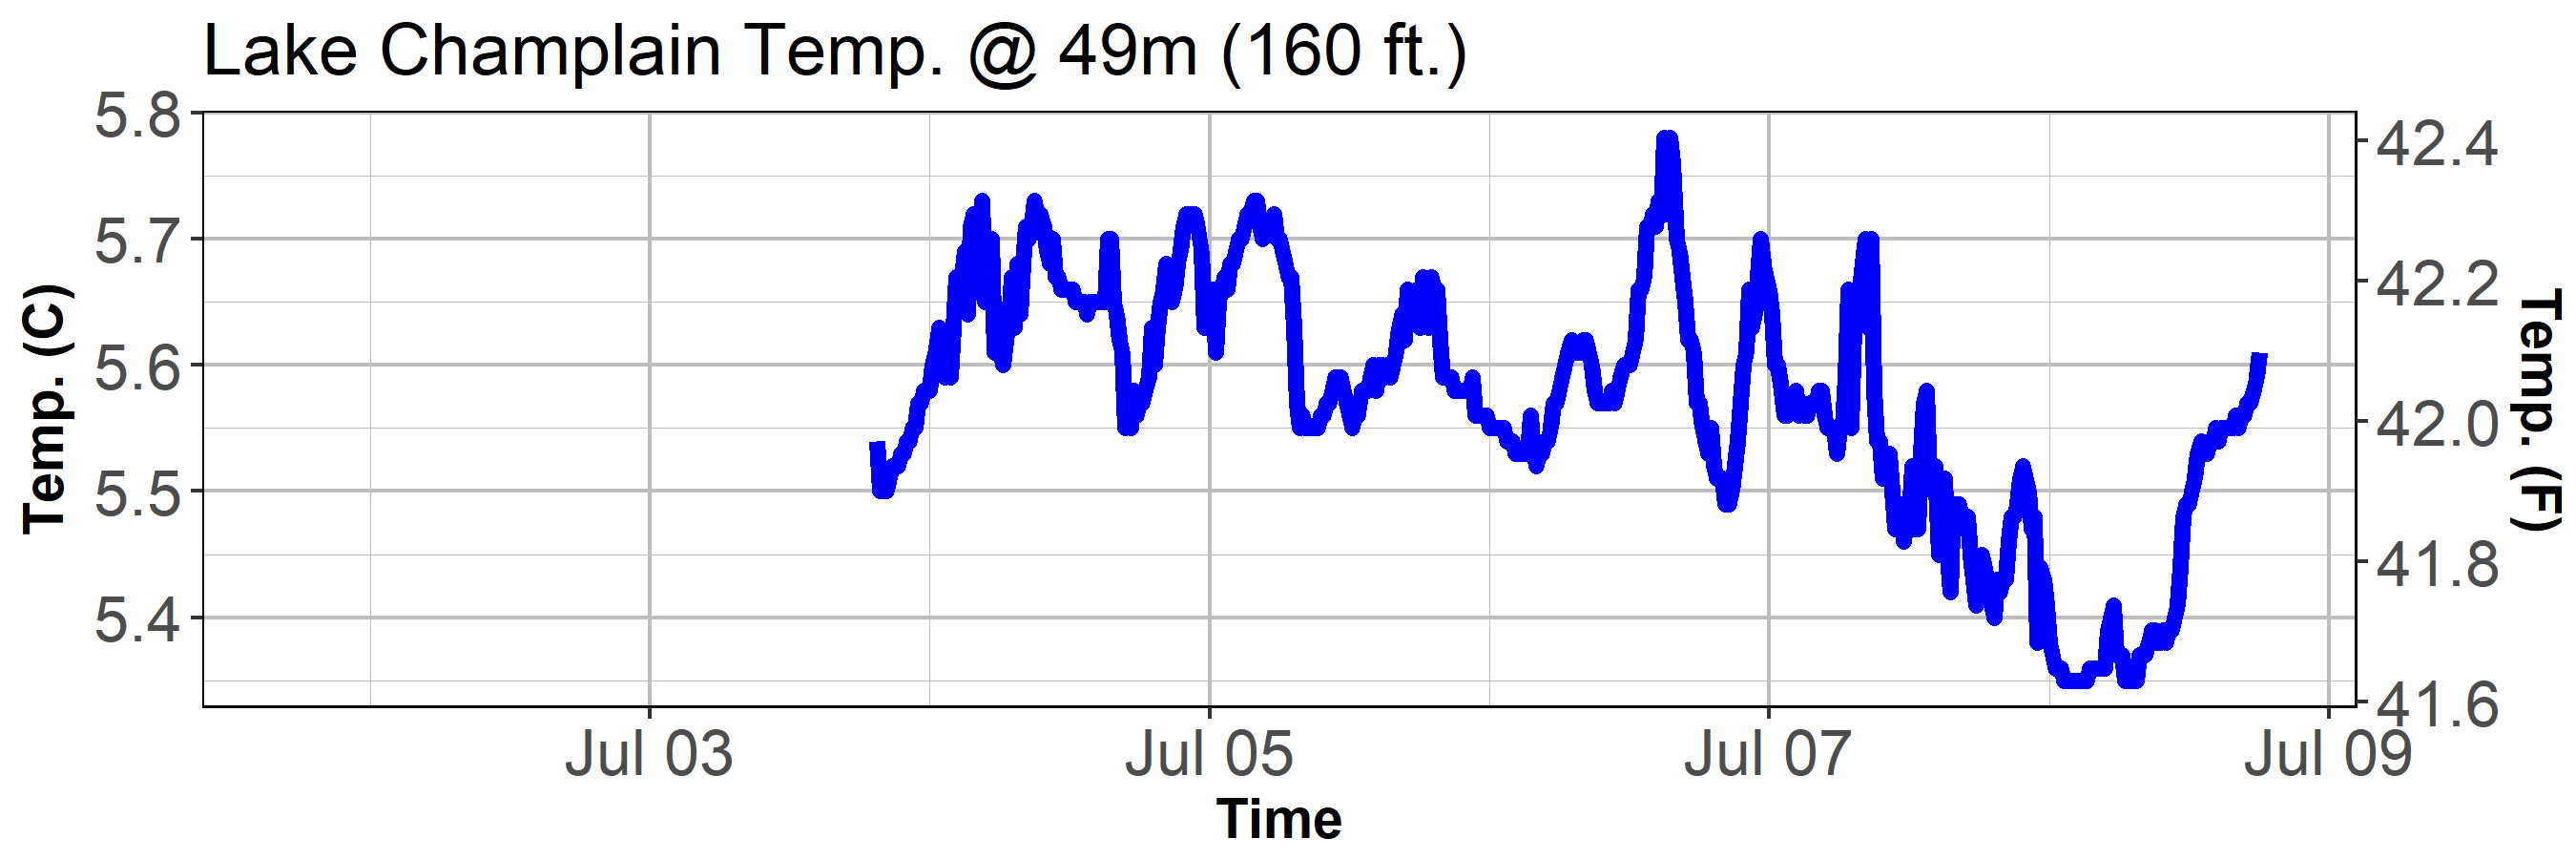 Lake Champlain Temp. @ 49m (160 ft.)
5.8
5.7
5.6
5.5
5.4
Temp. (C)
42.4
42.2
42.0
41.8
41.6
Temp. (F)
Jul 03
Jul 05
Jul 07
Jul 09
Time